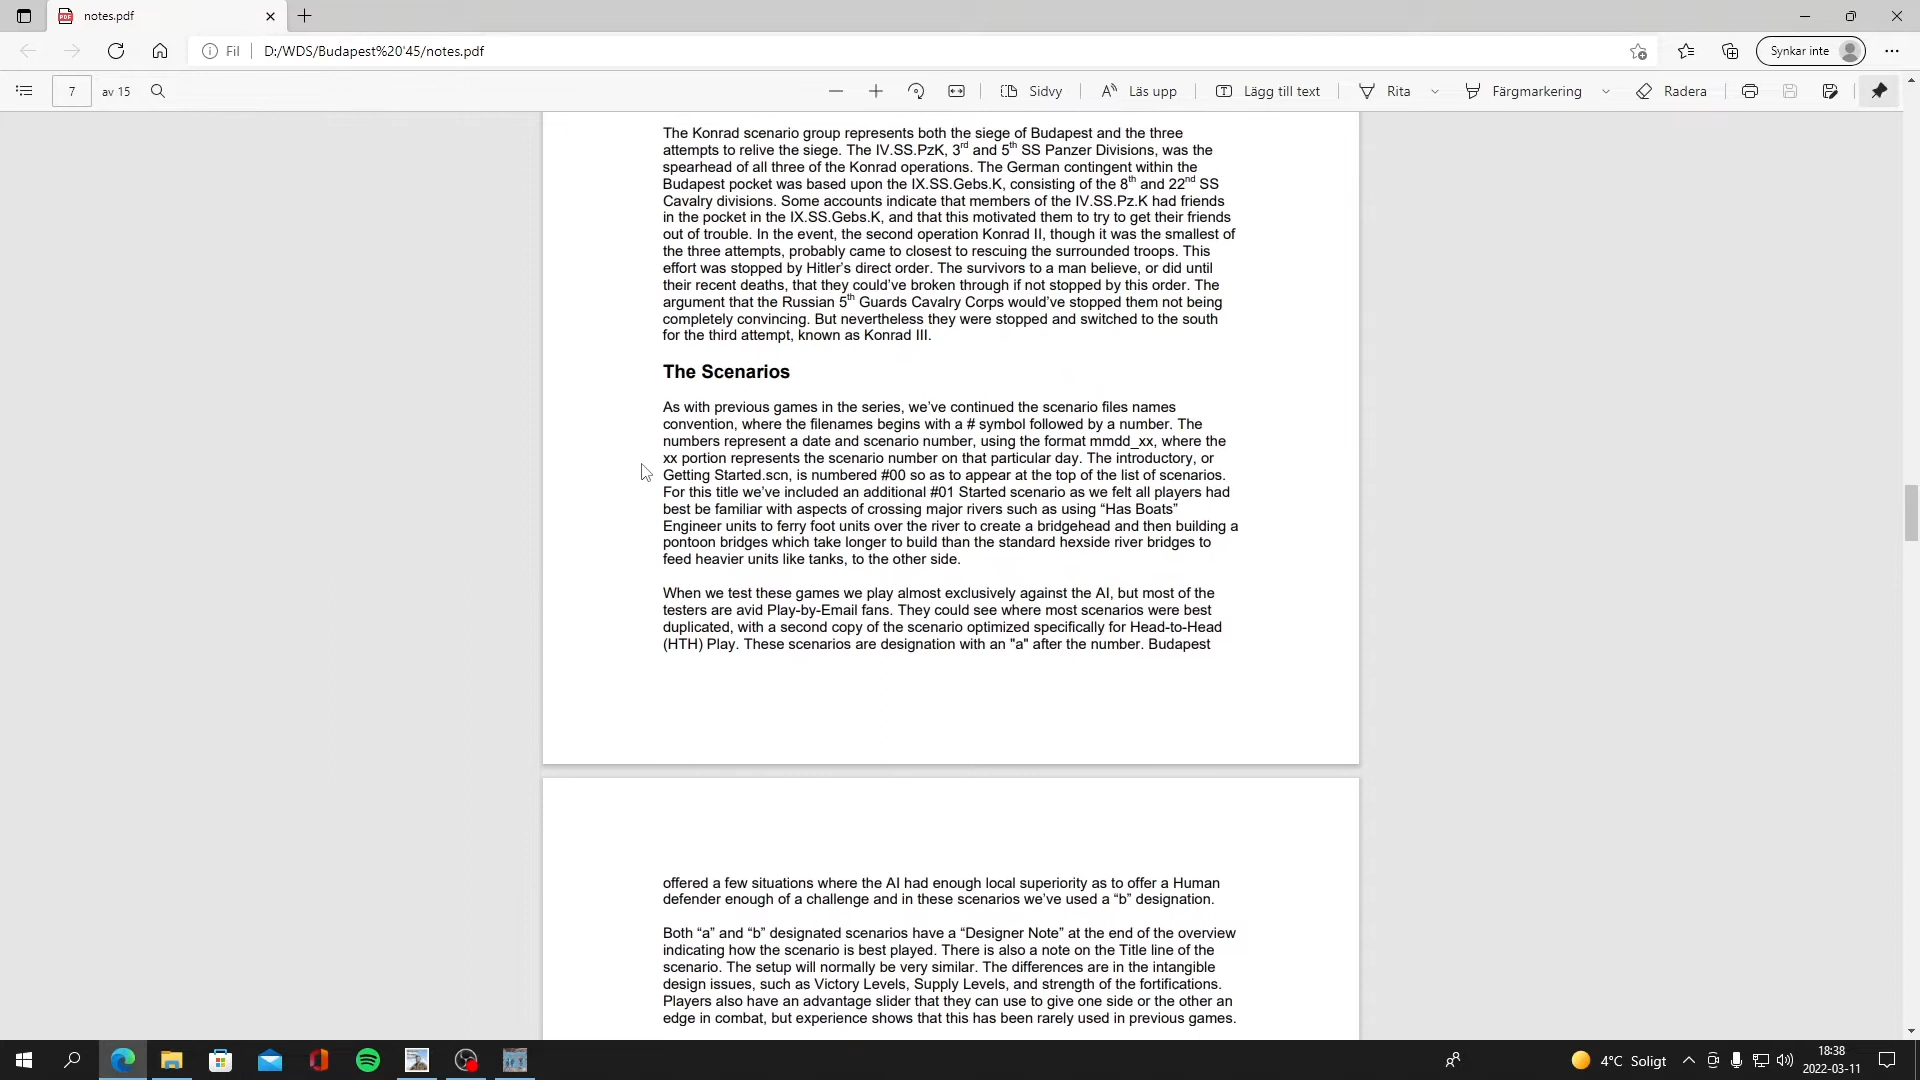 notes.pdf
Fil
D:/WDS/Budapest%20'45/notes.pdf
Synkar inte
7
av 15
Sidvy
Läs upp
Lägg till text
Rita
Färgmarkering
Radera
The Konrad scenario group represents both the siege of Budapest and the three
attempts to relive the siege. The IV.SS.PzK, 3rd and 5th SS Panzer Divisions, was the
spearhead of all three of the Konrad operations. The German contingent within the
Budapest pocket was based upon the IX.SS.Gebs.K, consisting of the 8th and 22nd SS
Cavalry divisions. Some accounts indicate that members of the IV.SS.Pz.K had friends
in the pocket in the IX.SS.Gebs.K, and that this motivated them to try to get their friends
out of trouble. In the event, the second operation Konrad II, though it was the smallest of
the three attempts, probably came to closest to rescuing the surrounded troops. This
effort was stopped by Hitler's direct order. The survivors to a man believe, or did until
their recent deaths, that they could've broken through if not stopped by this order. The
argument that the Russian 5th Guards Cavalry Corps would've stopped them not being
completely convincing. But nevertheless they were stopped and switched to the south
for the third attempt, known as Konrad III.
The Scenarios
As with previous games in the series, we've continued the scenario files names
convention, where the filenames begins with a # symbol followed by a number. The
numbers represent a date and scenario number, using the format mmdd_xx, where the
xx portion represents the scenario number on that particular day. The introductory, or
Getting Started.scn, is numbered #00 so as to appear at the top of the list of scenarios.
For this title we've included an additional #01 Started scenario as we felt all players had
best be familiar with aspects of crossing major rivers such as using “Has Boats”
Engineer units to ferry foot units over the river to create a bridgehead and then building a
pontoon bridges which take longer to build than the standard hexside river bridges to
feed heavier units like tanks, to the other side.
When we test these games we play almost exclusively against the AI, but most of the
testers are avid Play-by-Email fans. They could see where most scenarios were best
duplicated, with a second copy of the scenario optimized specifically for Head-to-Head
(HTH) Play. These scenarios are designation with an "a" after the number. Budapest
offered a few situations where the AI had enough local superiority as to offer a Human
defender enough of a challenge and in these scenarios we've used a “b” designation.
Both “a” and “b” designated scenarios have a “Designer Note” at the end of the overview
indicating how the scenario is best played. There is also a note on the Title line of the
scenario. The setup will normally be very similar. The differences are in the intangible
design issues, such as Victory Levels, Supply Levels, and strength of the fortifications.
Players also have an advantage slider that they can use to give one side or the other an
edge in combat, but experience shows that this has been rarely used in previous games.
4°C Soligt
18:38
2022-03-11